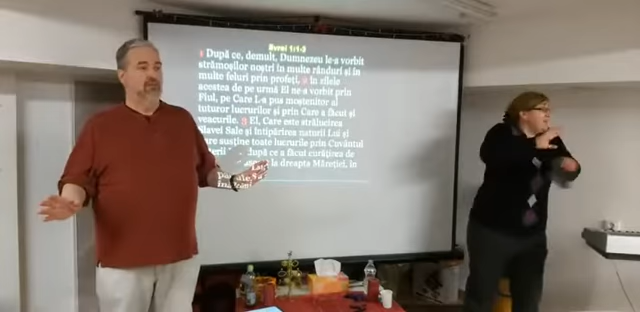 Evrei 1:1-3
1 După ce, demult, Dumnezeu le-a vorbit
strămoșilor noștri în multe rânduri și în
multe feluri prin profeți, 2 în zilele
acestea de pe urmă El ne-a vorbit prin
Fiul, pe Care L-a pus moștenitor al
tuturor lucrurilor și prin Care a făcut și
veacurile. 3 El, Care este strălucirea
Slavei Sale și întipărirea naturii Lui și
care susține toate lucrurile prin Cuvântul
după ce a făcut curățirea de
la dreapta Măreției, în